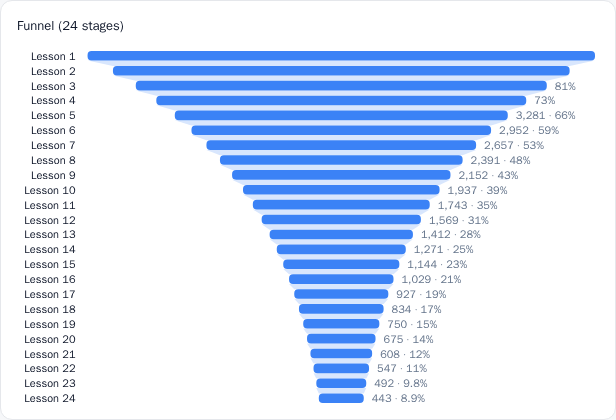 Funnel (24 stages)
Lesson 1
Lesson 2
Lesson 3 81%
Lesson 4 73%
Lesson 5 3,281 · 66%
Lesson 6 2,952 · 59%
Lesson 7 2,657 · 53%
Lesson 8 2,391 · 48%
Lesson 9 2,152 · 43%
Lesson 10 1,937 · 39%
Lesson 11 1,743 · 35%
Lesson 12 1,569 · 31%
Lesson 13 1,412 · 28%
Lesson 14 1,271 · 25%
Lesson 15 1,144 · 23%
Lesson 16 1,029 · 21%
Lesson 17 927 · 19%
Lesson 18 834 · 17%
Lesson 19 750 · 15%
Lesson 20 675 · 14%
Lesson 21 608 · 12%
Lesson 22 547 · 11%
Lesson 23 492 · 9.8%
Lesson 24 443 · 8.9%